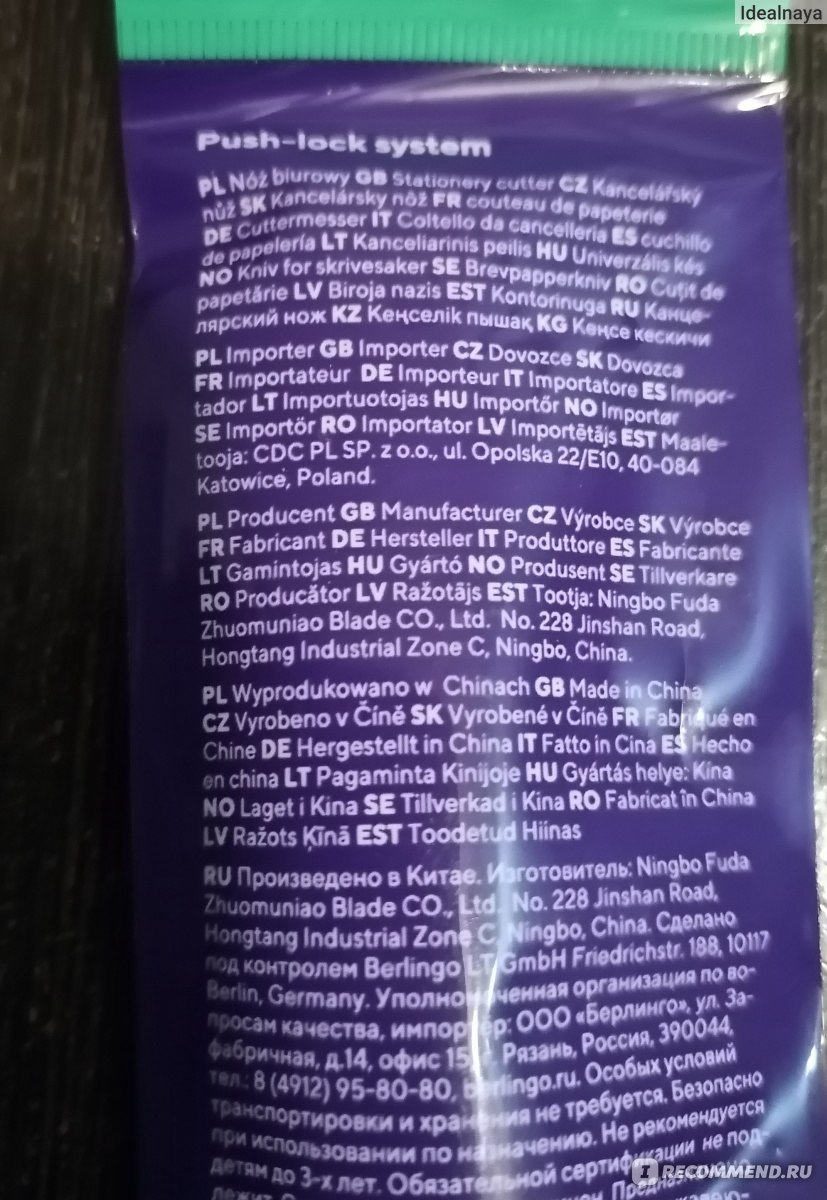 Idealnaya
Push-lock system
PL Nóż biurowy GB Stationery cutter CZ Kancelářský
nůž SK Kancelársky nôž FR couteau de papeterie
DE Cuttermesser IT Coltello da cancelleria ES cuchillo
de papelería LT Kanceliarinis peilis HU Univerzális kés
NO Kniv for skrivesaker SE Brevpapperkniv RO Cuțit de
papetărie LV Biroja nazis EST Kontorinuga RU Канце-
лярский нож KZ Кеңселік пышақ KG Кеңсе кескичи
PL Importer GB Importer CZ Dovozce SK Dovozca
FR Importateur DE Importeur IT Importatore ES Impor-
tador LT Importuotojas HU Importőr NO Importør
SE Importör RO Importator LV Importētājs EST Maale-
tooja: CDC PL SP. z o.o., ul. Opolska 22/E10, 40-084
Katowice, Poland.
PL Producent GB Manufacturer CZ Výrobce SK Výrobce
FR Fabricant DE Hersteller IT Produttore ES Fabricante
LT Gamintojas HU Gyártó NO Produsent SE Tillverkare
RO Producător LV Ražotājs EST Tootja: Ningbo Fuda
Zhuomuniao Blade CO., Ltd. No. 228 Jinshan Road,
Hongtang Industrial Zone C, Ningbo, China.
PL Wyprodukowano w Chinach GB Made in China
CZ Vyrobeno v Číně SK Vyrobené v Číně FR Fabriqué en
Chine DE Hergestellt in China IT Fatto in Cina ES Hecho
en china LT Pagaminta Kinijoje HU Gyártás helye: Kína
NO Laget i Kina SE Tillverkad i Kina RO Fabricat în China
LV Ražots Ķīnā EST Toodetud Hiinas
RU Произведено в Китае. Изготовитель: Ningbo Fuda
Zhuomuniao Blade CO., Ltd. No. 228 Jinshan Road,
Hongtang Industrial Zone C, Ningbo, China. Сделано
под контролем Berlingo LT GmbH Friedrichstr. 188, 10117
Berlin, Germany. Уполномоченная организация по во-
просам качества, импортер: ООО «Берлинго», ул. За-
фабричная, д.14, офис Рязань, Россия, 390044,
тел.: 8 (4912) 95-80-80, berlingo.ru. Особых условий
транспортировки и хранения не требуется. Безопасно
при использовании по назначению. Не рекомендуется
детям до 3-х лет. Обязательной сертификации не под-
лежит.
IRECOMMEND.RU